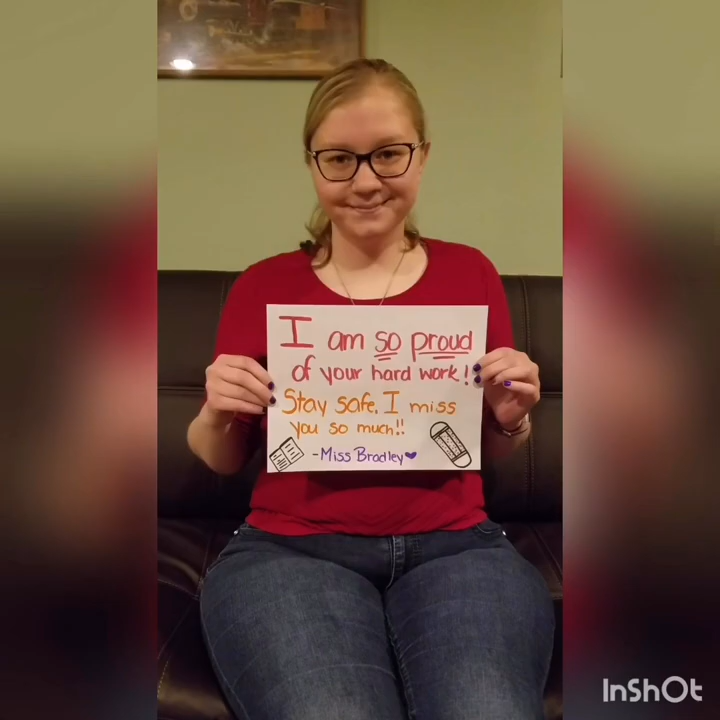 I am so proud
of your hard work!
Stay safe, I miss
you so much!!
-Miss Bradley
InShOt